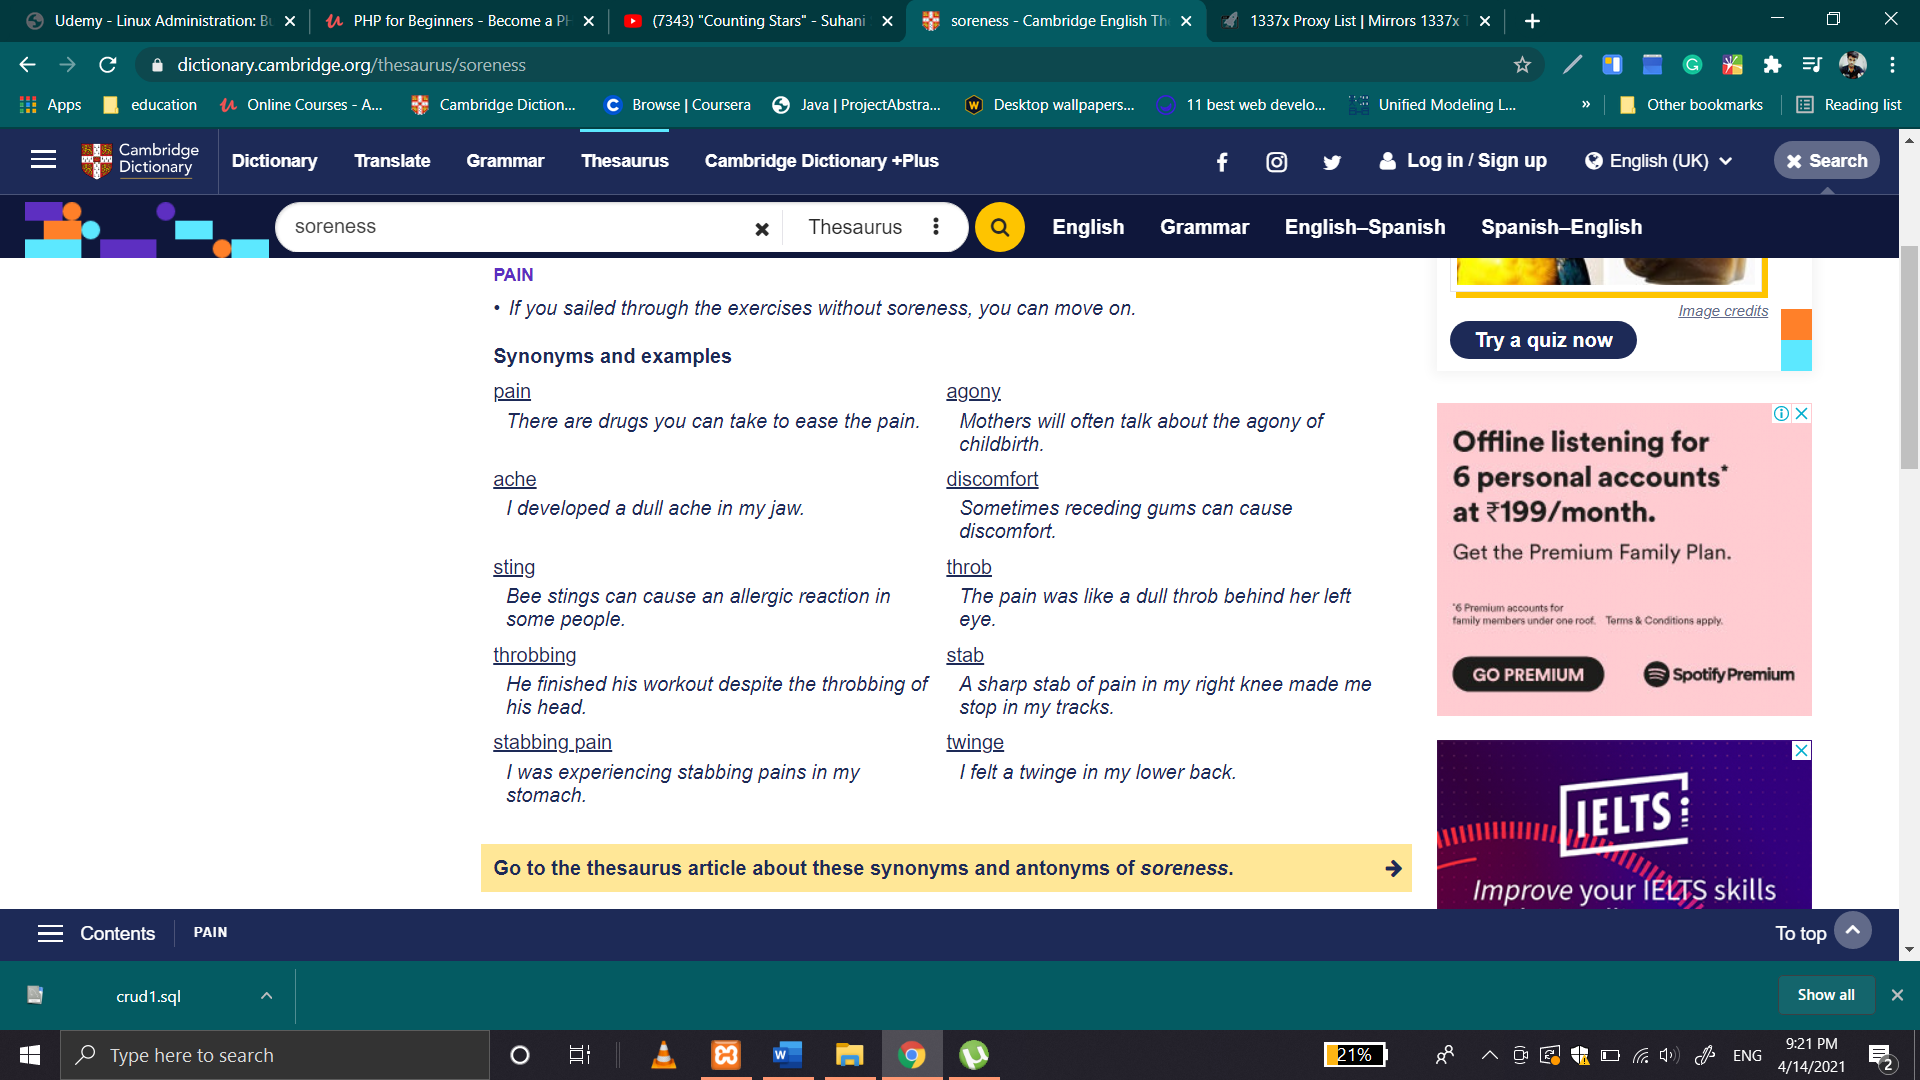 Udemy - Linux Administration: Bu
PHP for Beginners - Become a PH
(7343) "Counting Stars" - Suhani
soreness - Cambridge English The
1337x Proxy List | Mirrors 1337x T
dictionary.cambridge.org/thesaurus/soreness
Apps
education
Online Courses - A...
Cambridge Diction...
Browse | Coursera
Java | ProjectAbstra...
Desktop wallpapers...
11 best web develo...
Unified Modeling L...
»
Other bookmarks
Reading list
Cambridge
Dictionary
Dictionary
Translate
Grammar
Thesaurus
Cambridge Dictionary +Plus
Log in / Sign up
English (UK)
Search
soreness
Thesaurus
English
Grammar
English–Spanish
Spanish–English
PAIN
• If you sailed through the exercises without soreness, you can move on.
Synonyms and examples
pain
There are drugs you can take to ease the pain.
agony
Mothers will often talk about the agony of
childbirth.
ache
I developed a dull ache in my jaw.
discomfort
Sometimes receding gums can cause
discomfort.
sting
Bee stings can cause an allergic reaction in
some people.
throb
The pain was like a dull throb behind her left
eye.
throbbing
He finished his workout despite the throbbing of
his head.
stab
A sharp stab of pain in my right knee made me
stop in my tracks.
stabbing pain
I was experiencing stabbing pains in my
stomach.
twinge
I felt a twinge in my lower back.
Go to the thesaurus article about these synonyms and antonyms of soreness.
Image credits
Try a quiz now
Offline listening for
6 personal accounts*
at ₹199/month.
Get the Premium Family Plan.
*6 Premium accounts for
family members under one roof. Terms & Conditions apply.
GO PREMIUM
Spotify Premium
IELTS
Improve your IELTS skills
Contents
PAIN
To top
crud1.sql
Show all
Type here to search
21%
ENG
9:21 PM
4/14/2021
2